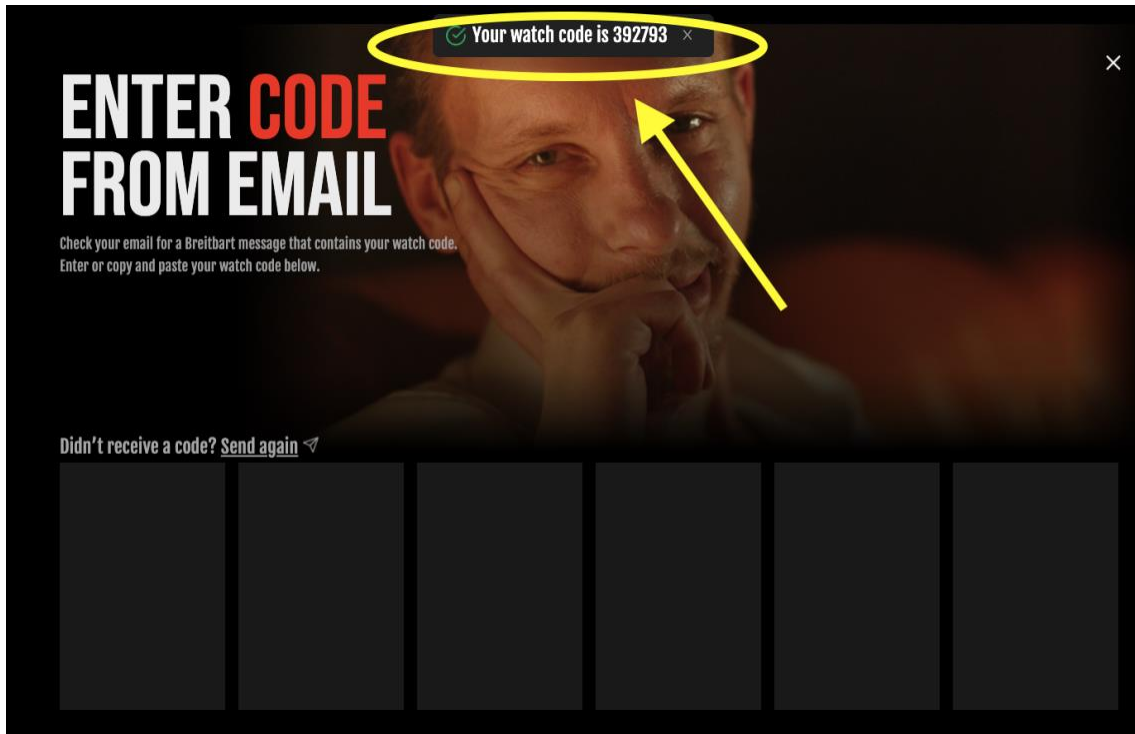 Your watch code is 392793
ENTER CODE
FROM EMAIL
Check your email for a Breitbart message that contains your watch code.
Enter or copy and paste your watch code below.
Didn’t receive a code? Send again